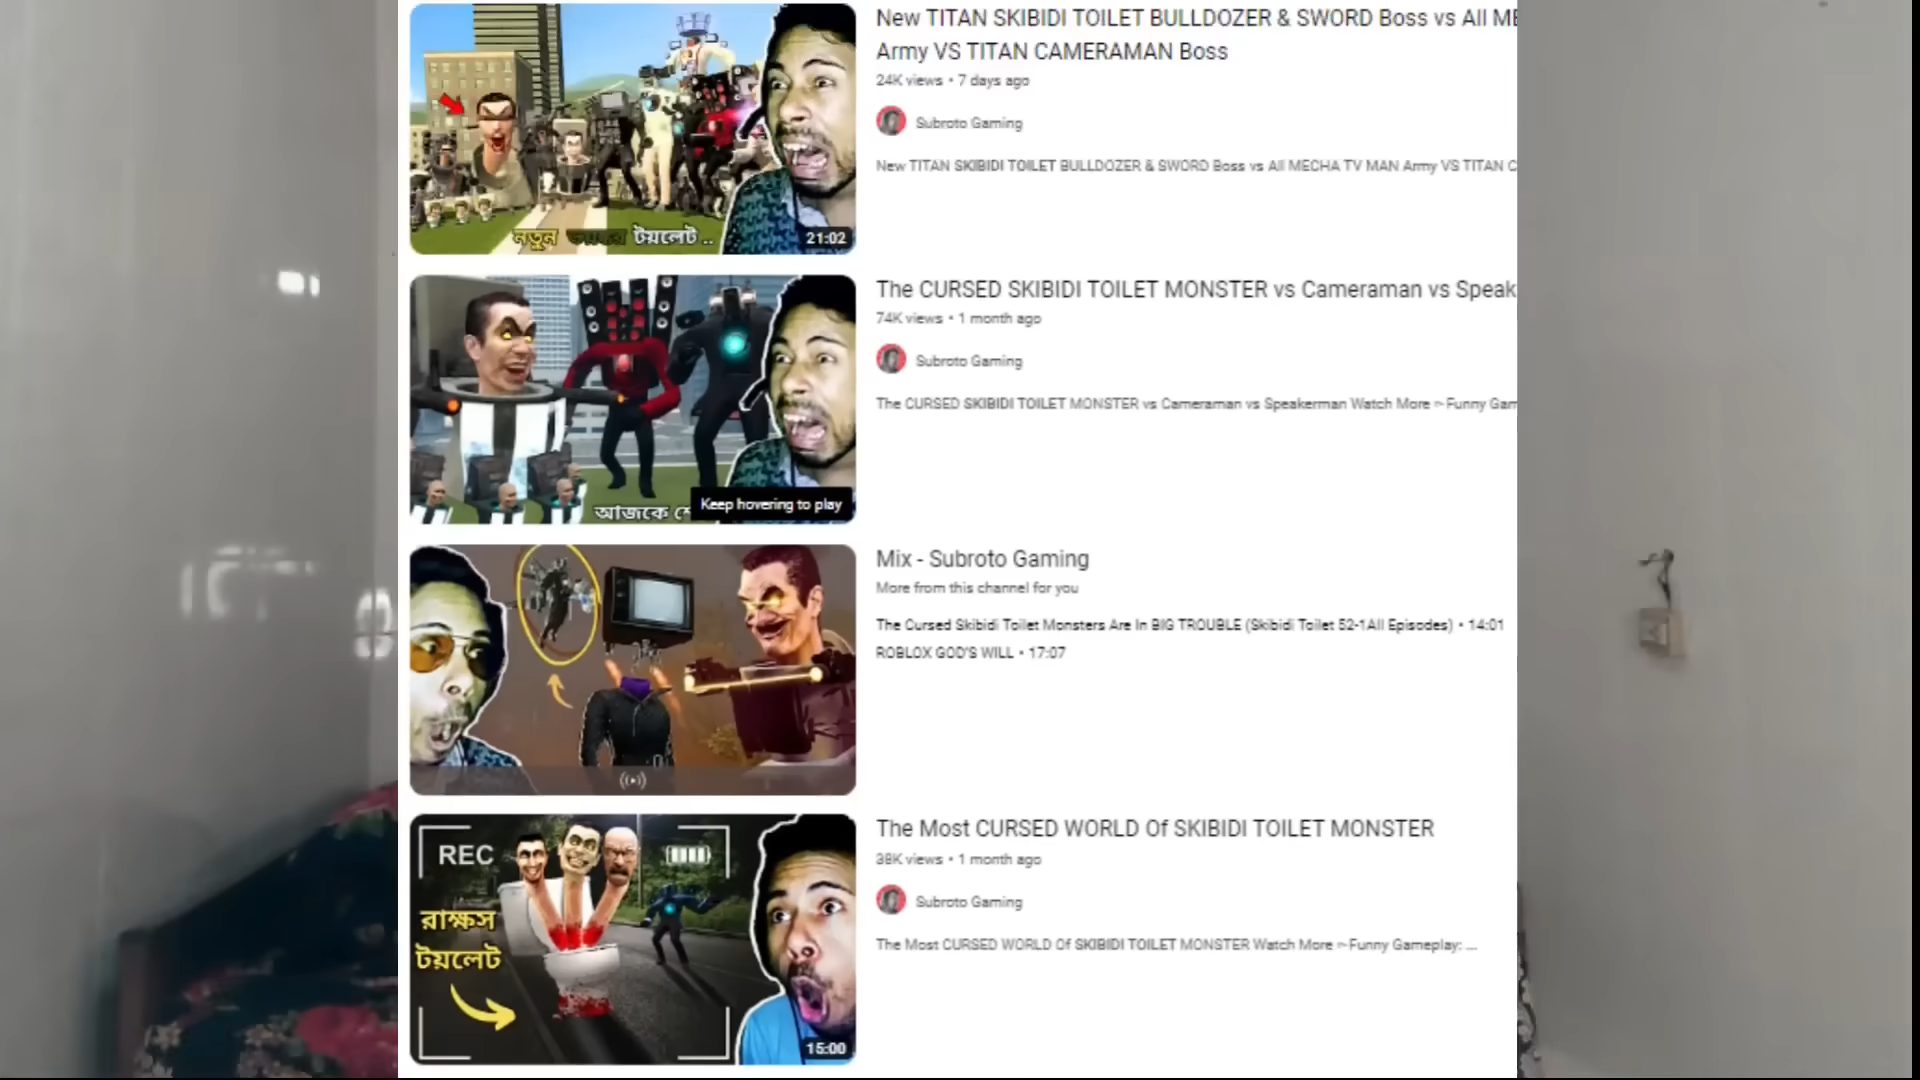 New TITAN SKIBIDI TOILET BULLDOZER & SWORD Boss vs All ME
Army VS TITAN CAMERAMAN Boss
24K views • 7 days ago
Subroto Gaming
New TITAN SKIBIDI TOILET BULLDOZER & SWORD Boss vs All MECHA TV MAN Army VS TITAN C
নতুন টয়লেট ..
21:02
The CURSED SKIBIDI TOILET MONSTER vs Cameraman vs Speak
74K views • 1 month ago
Subroto Gaming
The CURSED SKIBIDI TOILET MONSTER vs Cameraman vs Speakerman Watch More ➣ Funny Gam
আজকে
Keep hovering to play
Mix - Subroto Gaming
More from this channel for you
The Cursed Skibidi Toilet Monsters Are In BIG TROUBLE (Skibidi Toilet 52-1All Episodes) • 14:01
ROBLOX GOD'S WILL • 17:07
The Most CURSED WORLD Of SKIBIDI TOILET MONSTER
38K views • 1 month ago
Subroto Gaming
The Most CURSED WORLD Of SKIBIDI TOILET MONSTER Watch More ➣ Funny Gameplay: ...
REC
রাক্ষস
টয়লেট
15:00